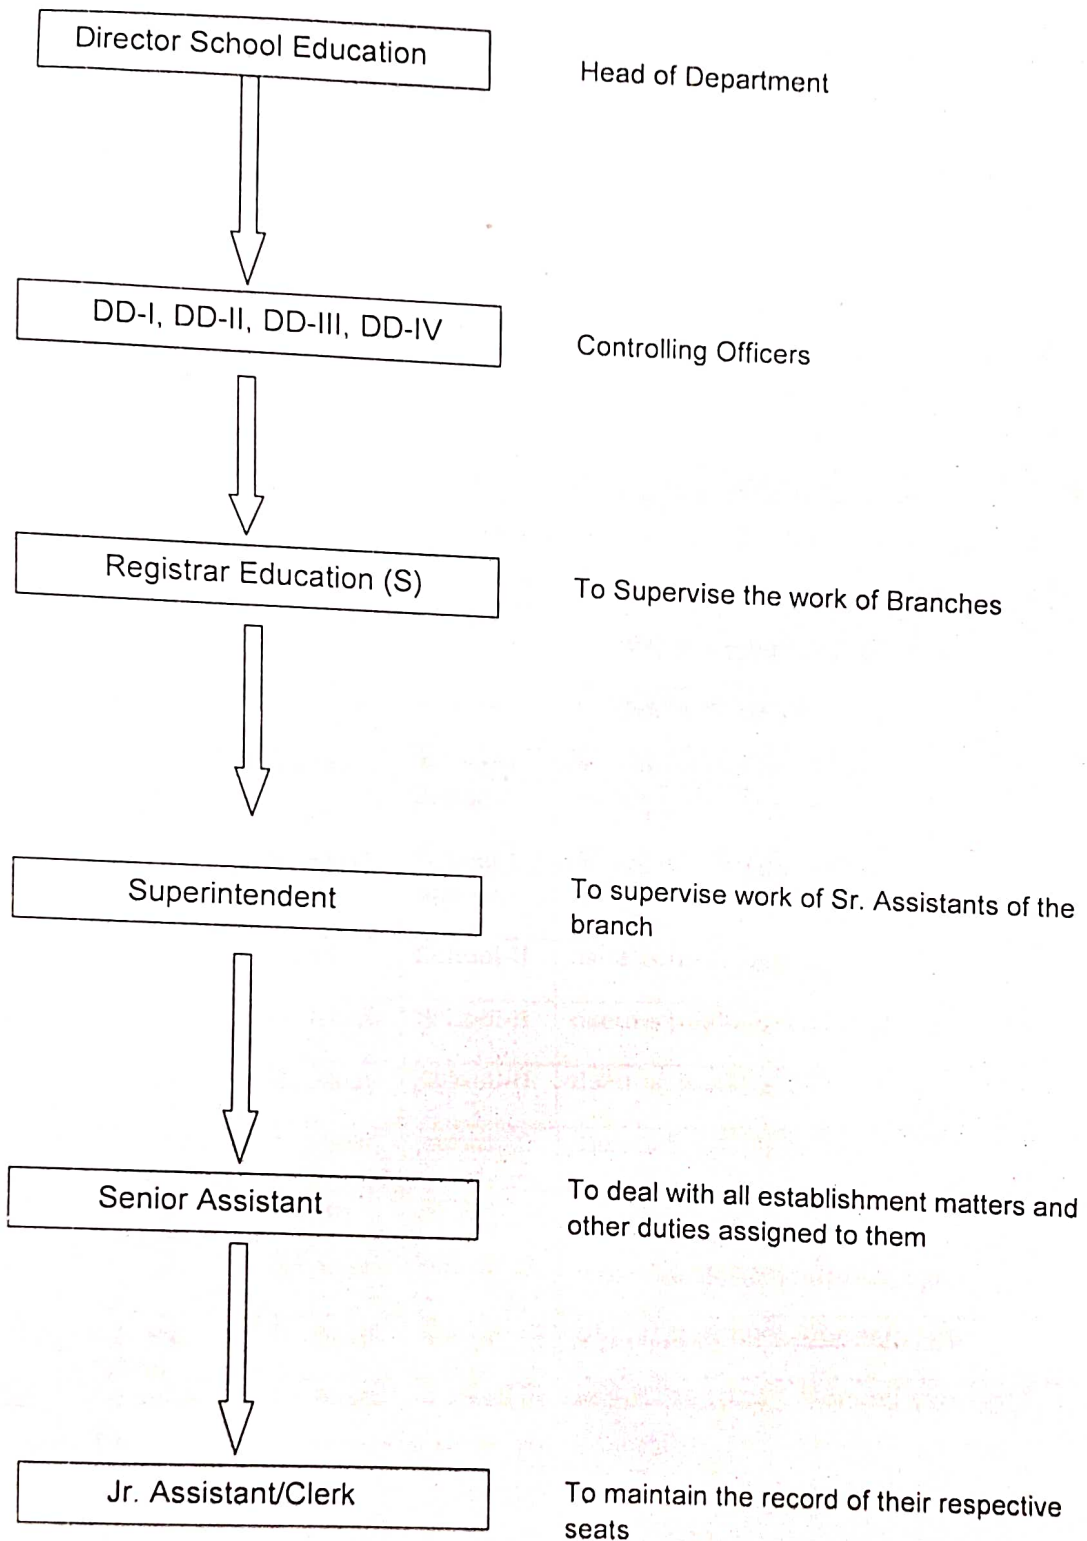 Director School Education
Head of Department
DD-I, DD-II, DD-III, DD-IV
Controlling Officers
Registrar Education (S)
To Supervise the work of Branches
Superintendent
To supervise work of Sr. Assistants of the
branch
Senior Assistant
To deal with all establishment matters and
other duties assigned to them
Jr. Assistant/Clerk
To maintain the record of their respective
seats